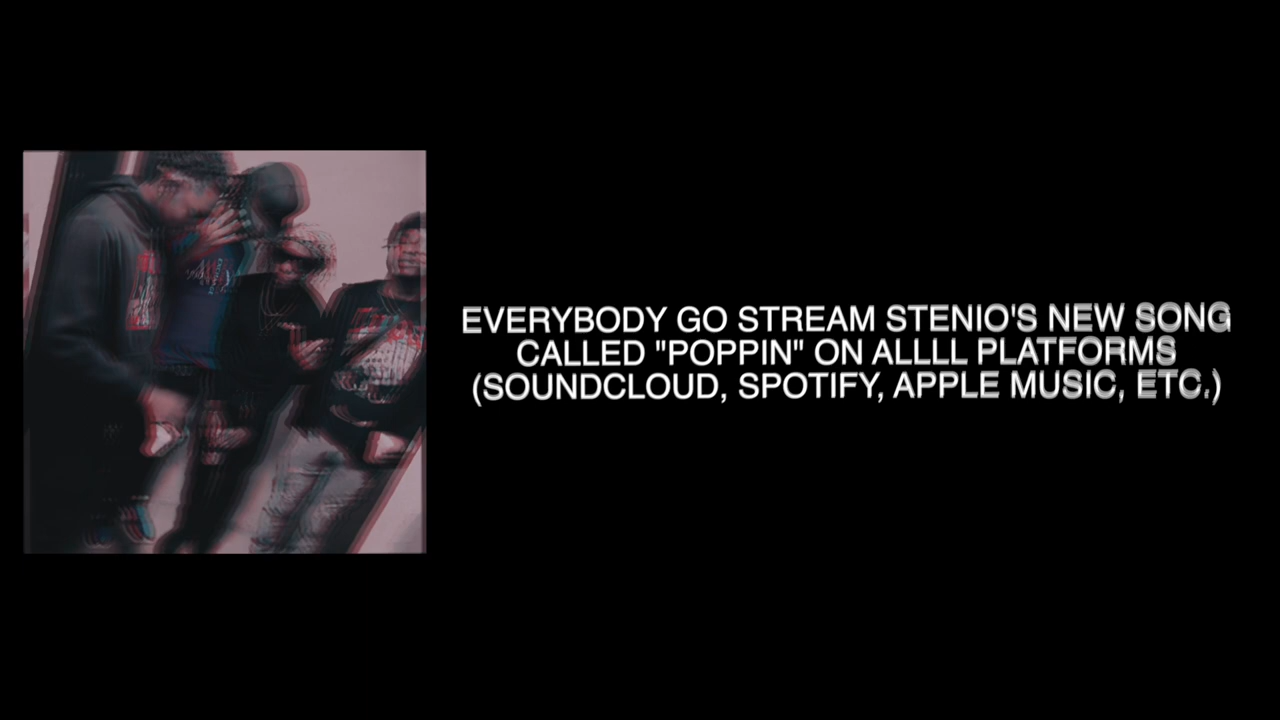 EVERYBODY GO STREAM STENIO'S NEW SONG
CALLED "POPPIN" ON ALLLL PLATFORMS
(SOUNDCLOUD, SPOTIFY, APPLE MUSIC, ETC.)